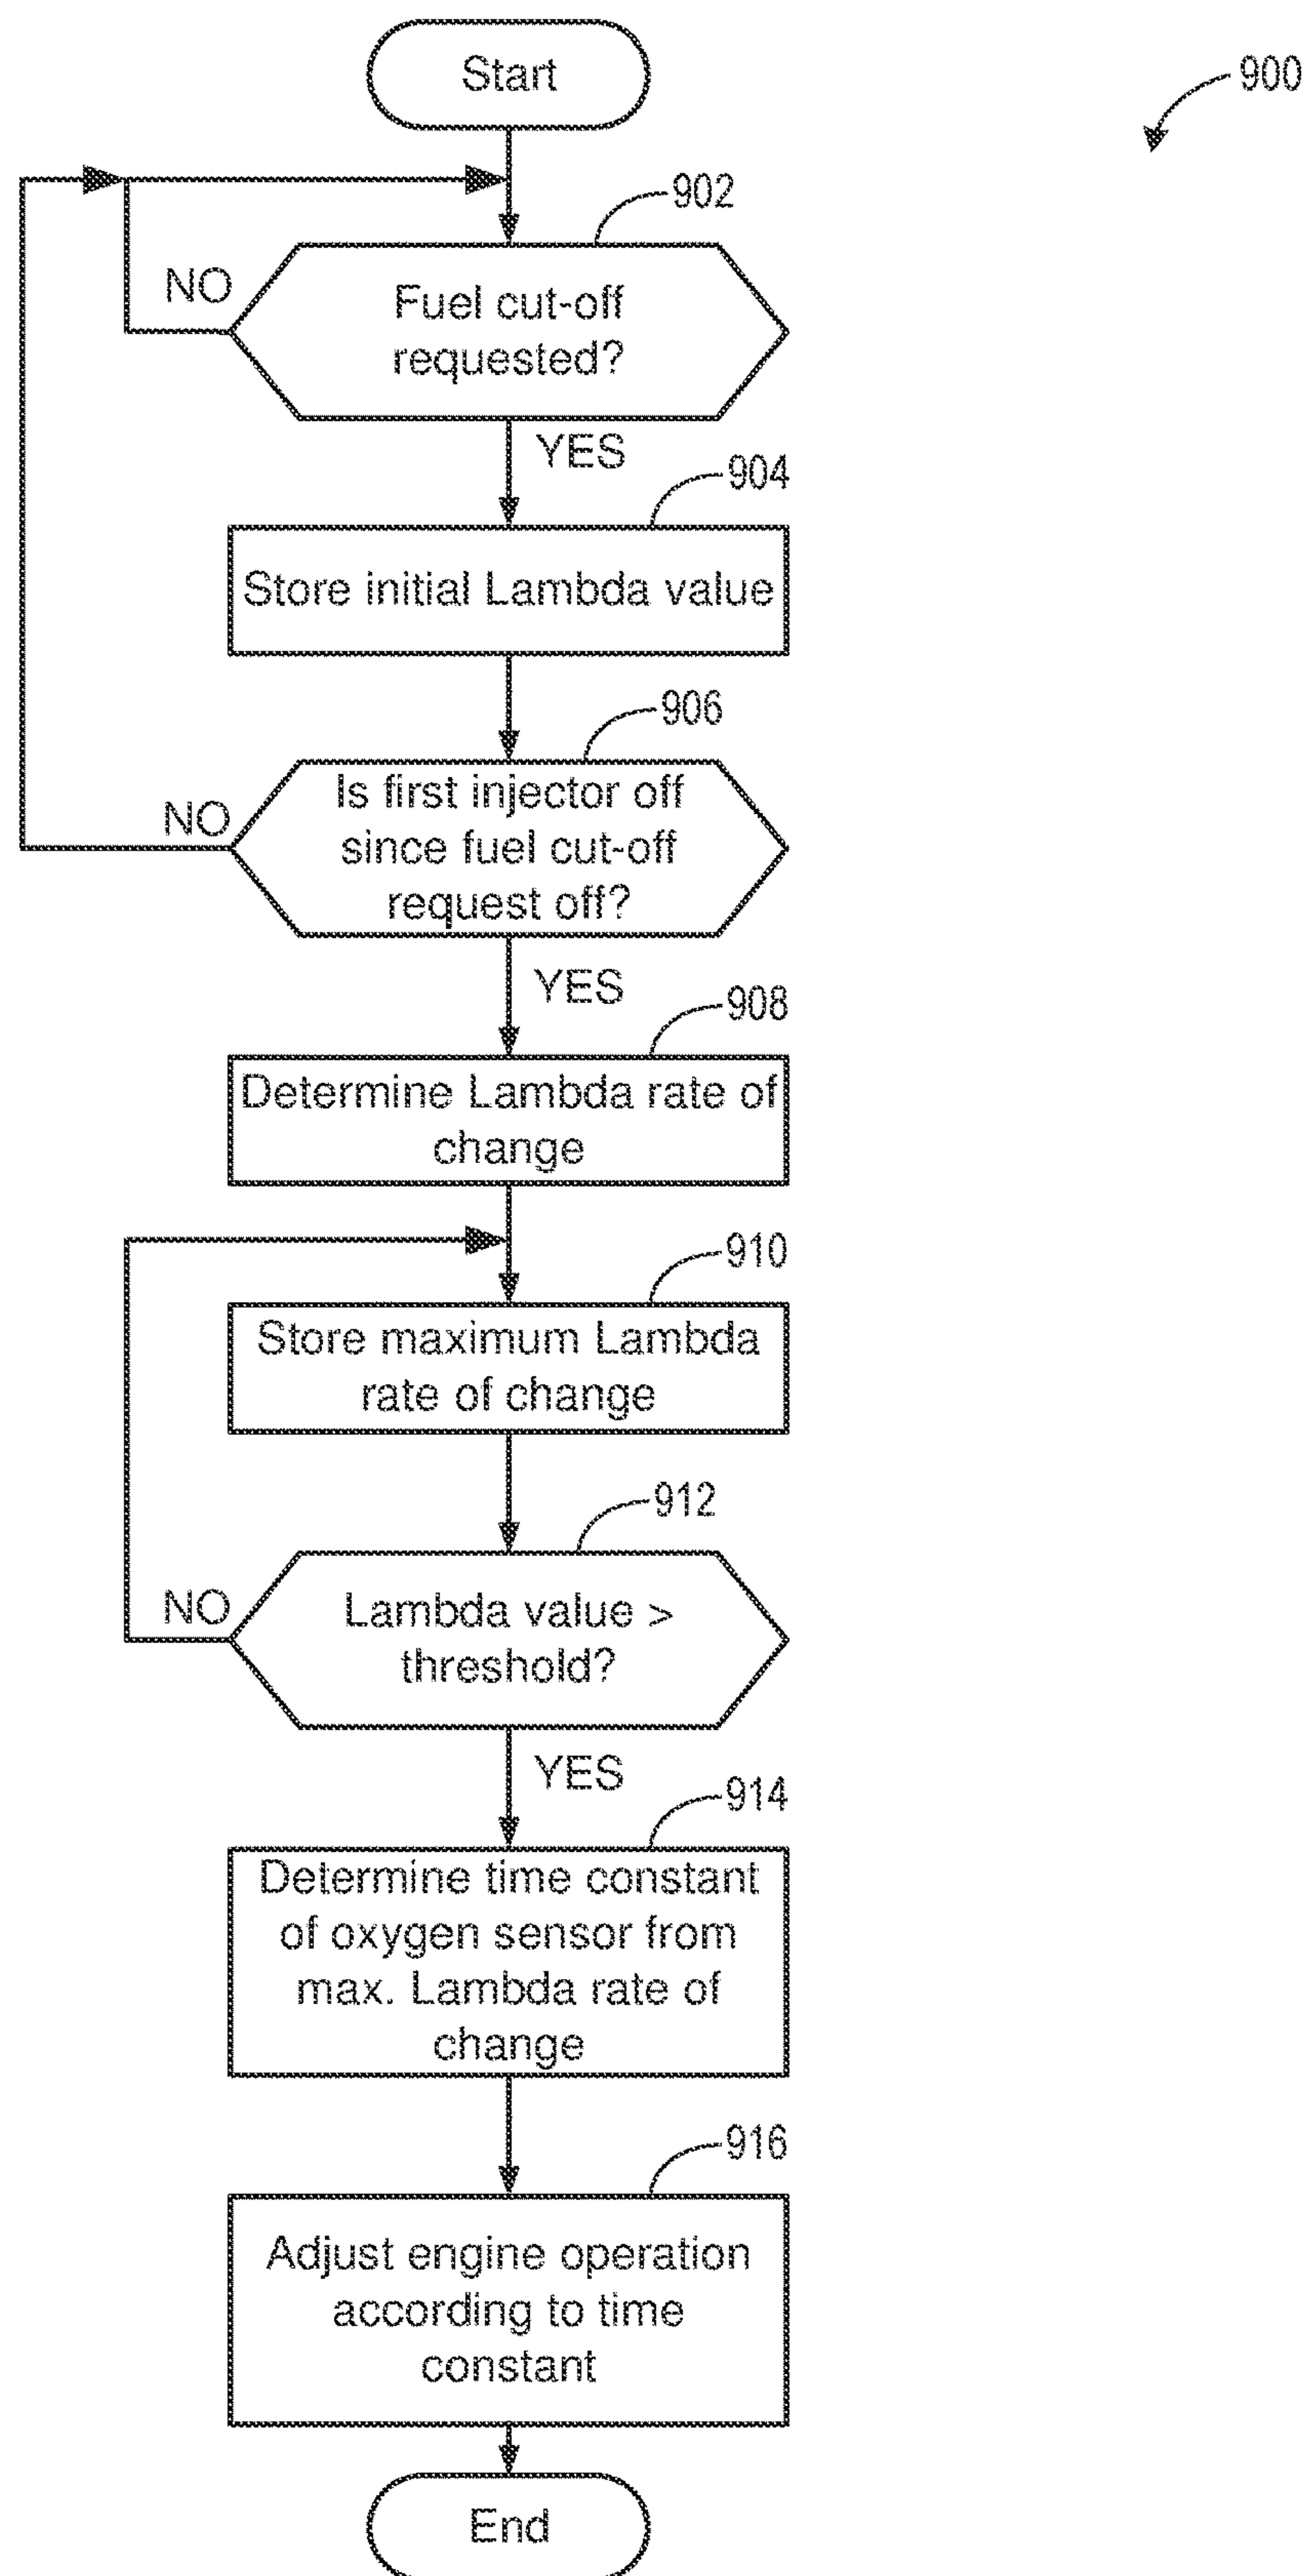 Start
900
902
NO
Fuel cut-off
requested?
YES
904
Store initial Lambda value
906
NO
Is first injector off
since fuel cut-off
request off?
YES
908
Determine Lambda rate of
change
910
Store maximum Lambda
rate of change
912
NO
Lambda value >
threshold?
YES
914
Determine time constant
of oxygen sensor from
max. Lambda rate of
change
916
Adjust engine operation
according to time
constant
End